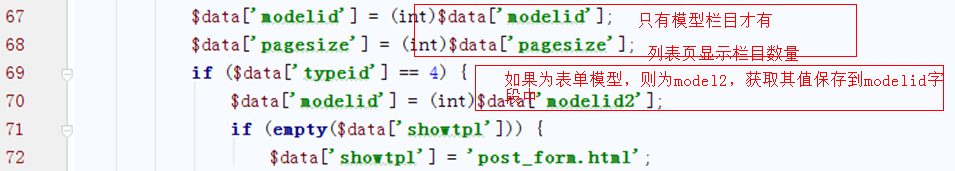 67 $data['modelid'] = (int)$data['modelid']; 只有模型栏目才有
68 $data['pagesize'] = (int)$data['pagesize']; 列表页显示栏目数量
69 if ($data['typeid'] == 4) { 如果为表单模型，则为model2，获取其值保存到modelid字
段中
70 $data['modelid'] = (int)$data['modelid2'];
71 if (empty($data['showtpl'])) {
72 $data['showtpl'] = 'post_form.html';